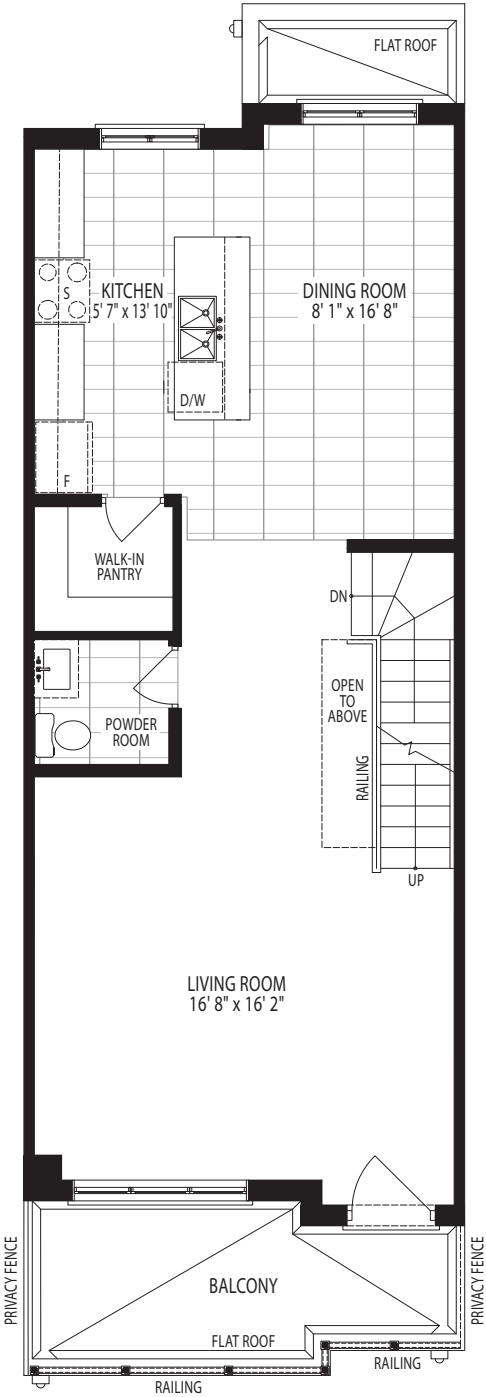 FLAT ROOF
KITCHEN
5' 7" x 13' 10"
DINING ROOM
8' 1" x 16' 8"
S
D/W
F
WALK-IN
PANTRY
DN
OPEN
TO
ABOVE
POWDER
ROOM
RAILING
UP
LIVING ROOM
16' 8" x 16' 2"
PRIVACY FENCE
PRIVACY FENCE
BALCONY
FLAT ROOF
RAILING
RAILING